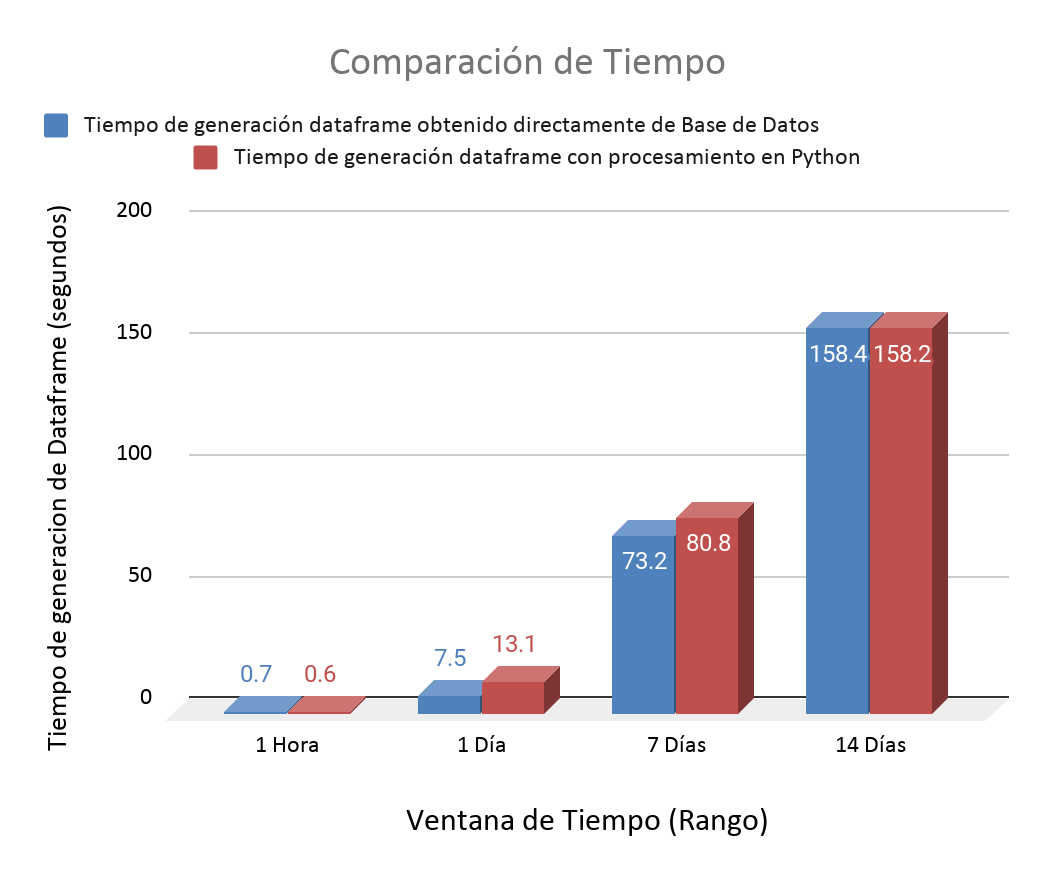 Comparación de Tiempo
Tiempo de generación dataframe obtenido directamente de Base de Datos
Tiempo de generación dataframe con procesamiento en Python
Tiempo de generacion de Dataframe (segundos)
200
150
100
50
0
0.7
0.6
7.5
13.1
73.2
80.8
158.4
158.2
1 Hora
1 Día
7 Días
14 Días
Ventana de Tiempo (Rango)